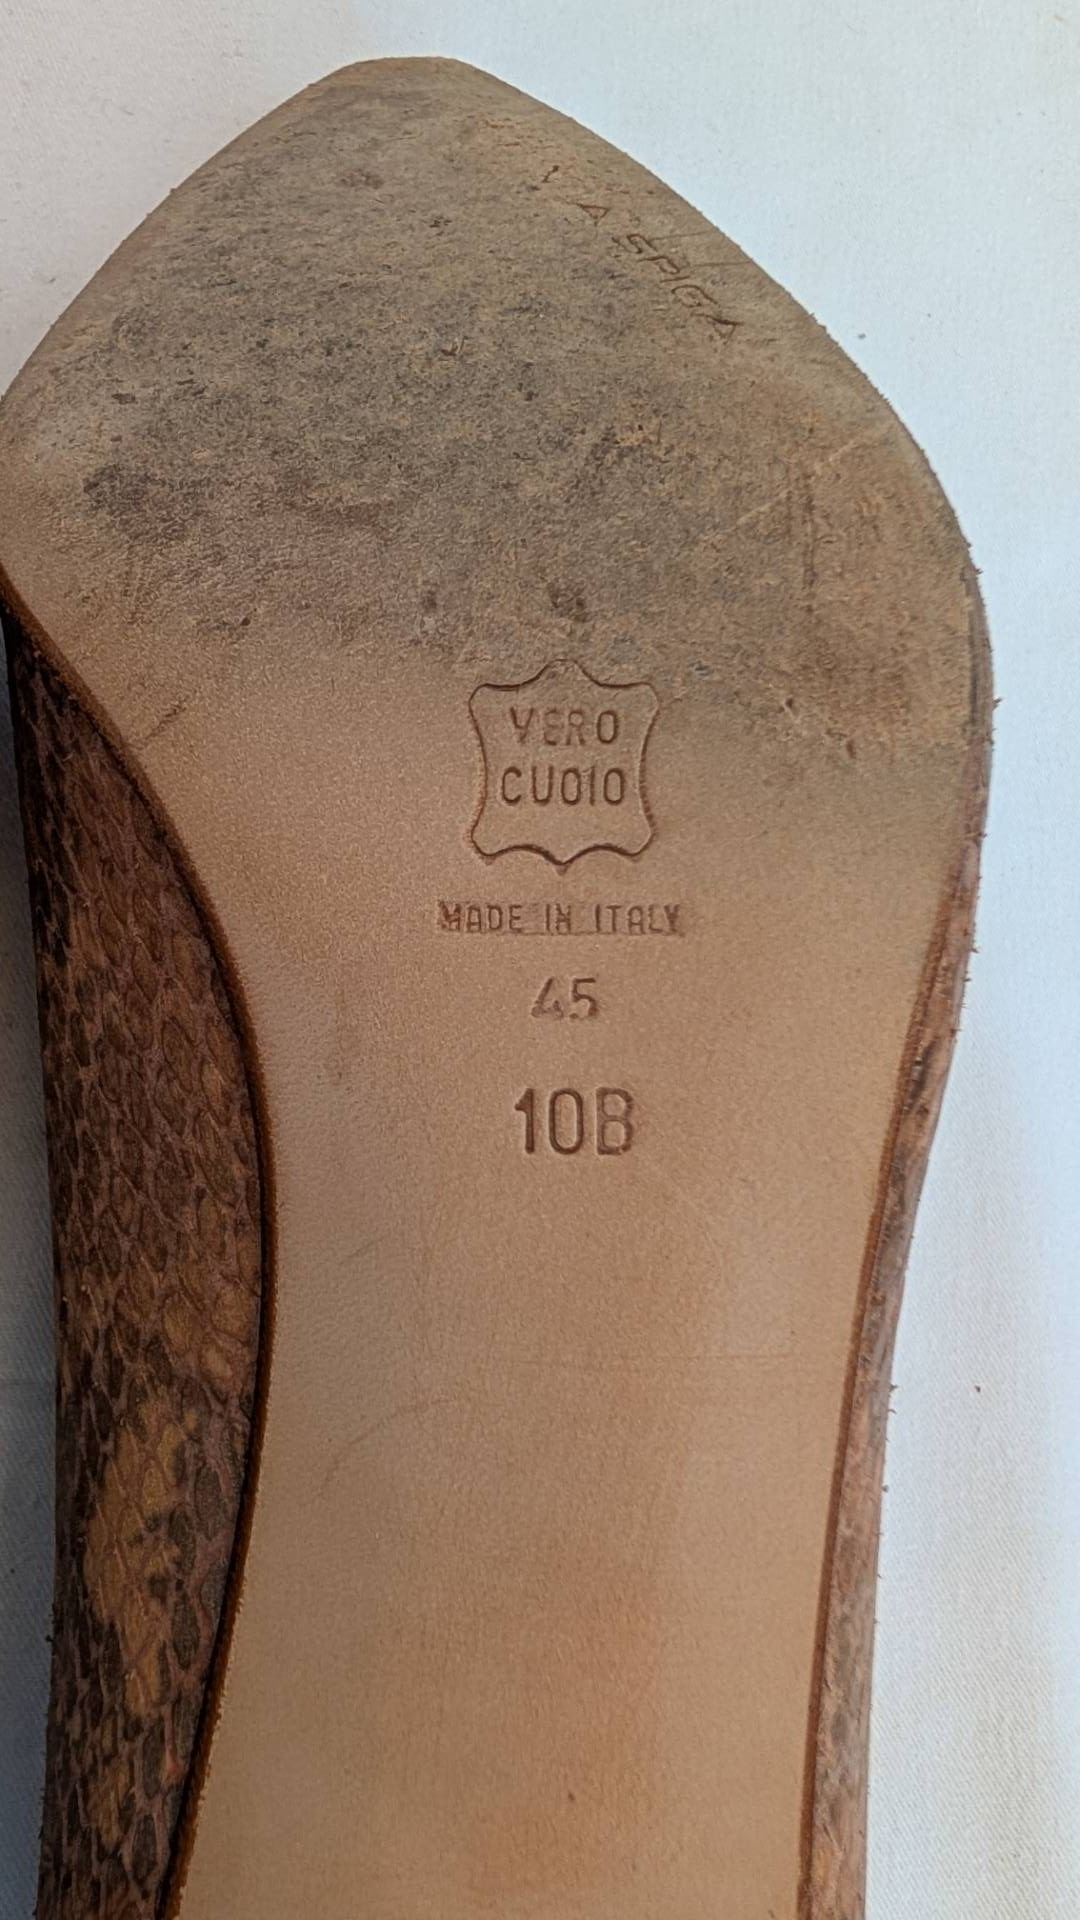 VIA SPIGA
VERO
CUOIO
MADE IN ITALY
45
10B